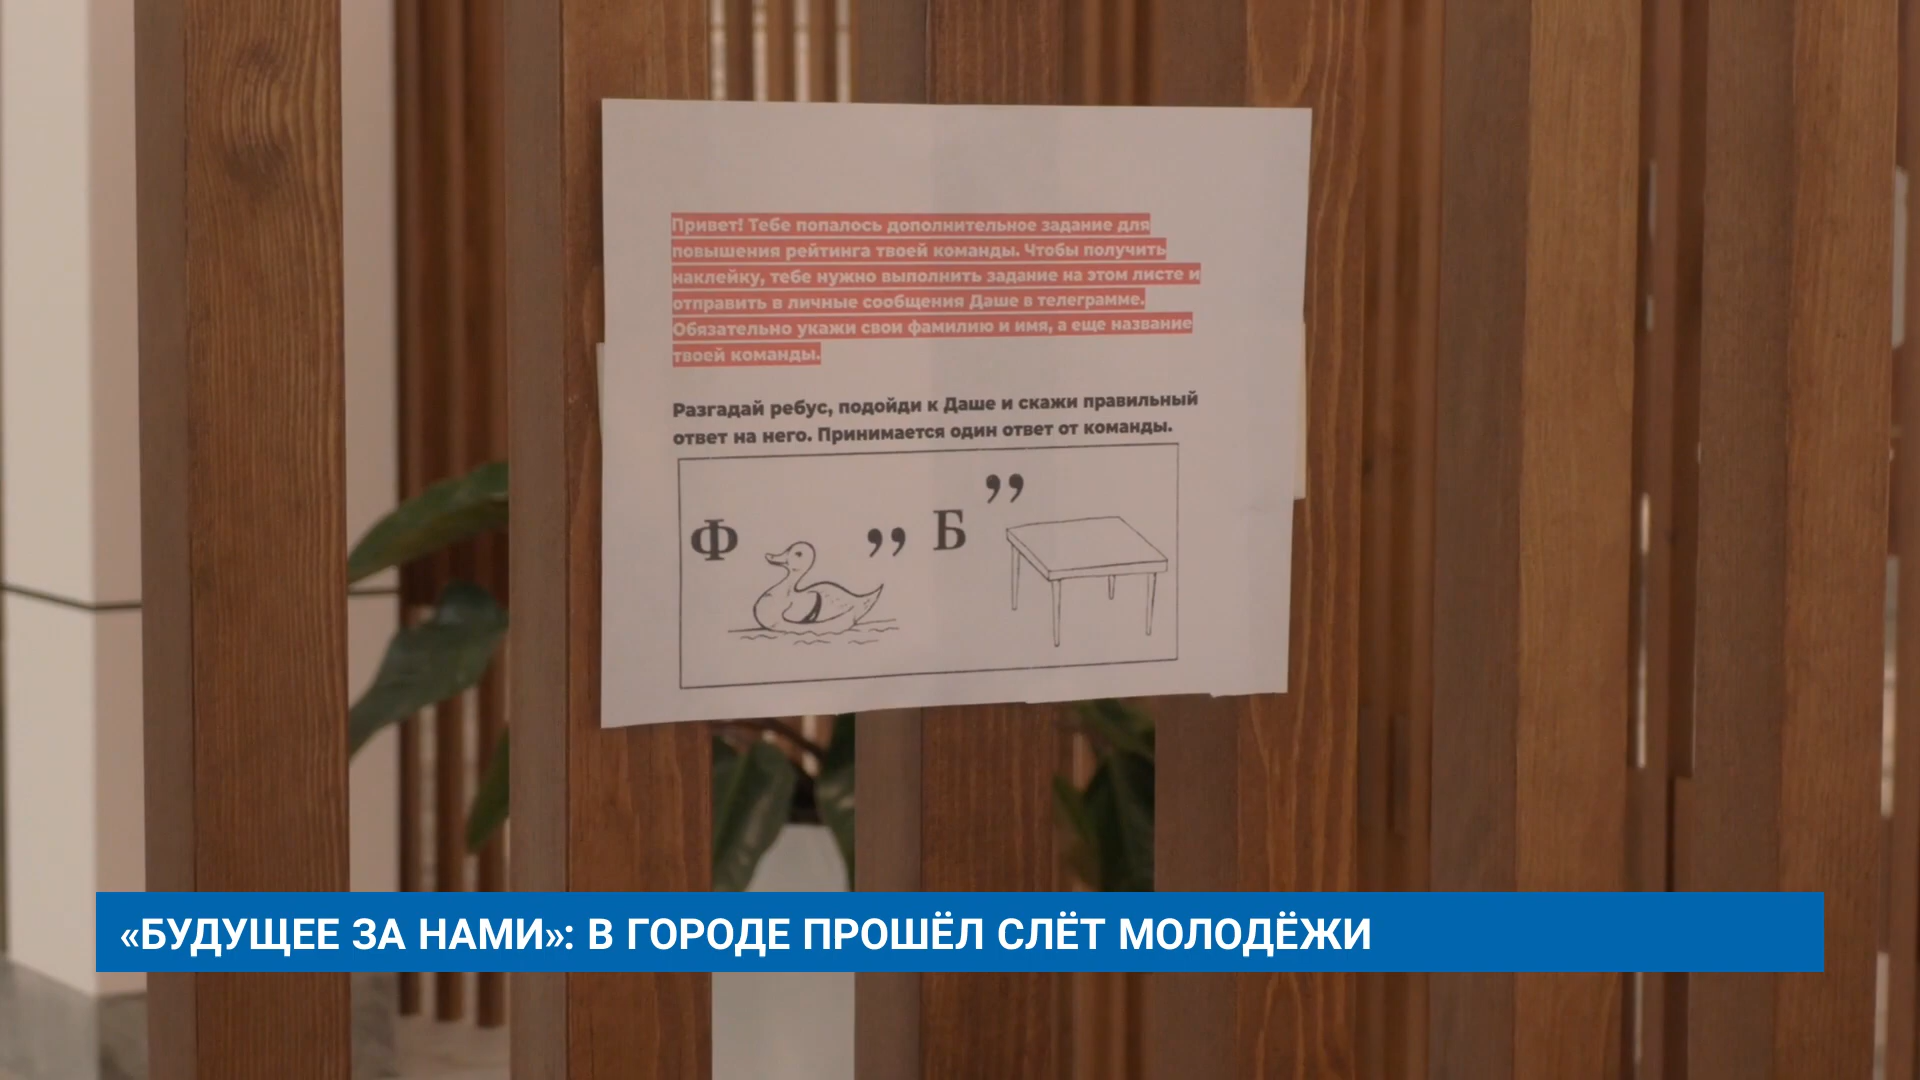 Привет! Тебе попалось дополнительное задание для
повышения рейтинга твоей команды. Чтобы получить
наклейку, тебе нужно выполнить задание на этом листе и
отправить в личные сообщения Даше в телеграмме.
Обязательно укажи свои фамилию и имя, а еще название
твоей команды.
Разгадай ребус, подойди к Даше и скажи правильный
ответ на него. Принимается один ответ от команды.
Ф ,, Б ,,
«БУДУЩЕЕ ЗА НАМИ»: В ГОРОДЕ ПРОШЁЛ СЛЁТ МОЛОДЁЖИ